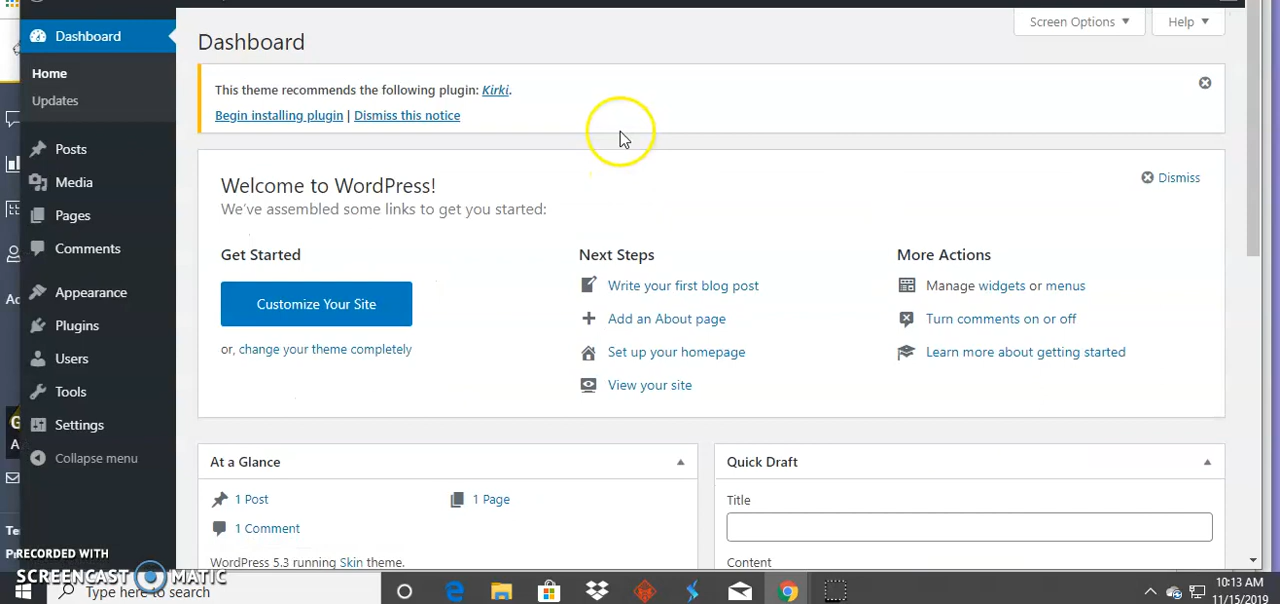 Dashboard
Home
Updates
Posts
Media
Pages
Comments
Appearance
Plugins
Users
Tools
Settings
Collapse menu
Screen Options
Help
Dashboard
This theme recommends the following plugin: Kirki.
Begin installing plugin | Dismiss this notice
Welcome to WordPress!
We've assembled some links to get you started:
Dismiss
Get Started
Customize Your Site
or, change your theme completely
Next Steps
Write your first blog post
Add an About page
Set up your homepage
View your site
More Actions
Manage widgets or menus
Turn comments on or off
Learn more about getting started
At a Glance
1 Post
1 Page
1 Comment
WordPress 5.3 running Skin theme.
Quick Draft
Title
Content
RECORDED WITH
SCREENCAST MATIC
Type here to search
10:13 AM
11/15/2019